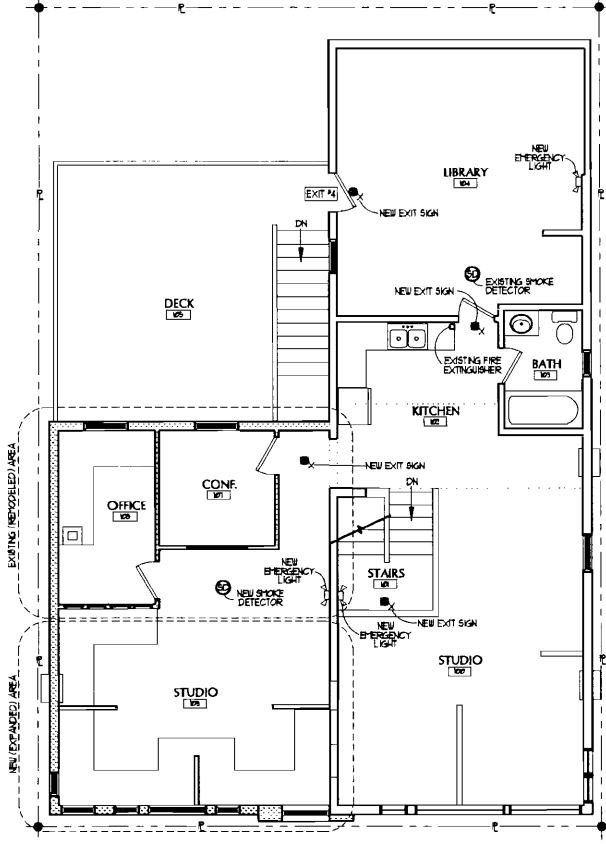 NEW
EMERGENCY
LIGHT
LIBRARY
104
EXIT #4
NEW EXIT SIGN
DN
SD
EXISTING SMOKE
DETECTOR
NEW EXIT SIGN
DECK
105
EXISTING FIRE
EXTINGUISHER
BATH
103
KITCHEN
102
EXISTING (REMODELED) AREA
NEW EXIT SIGN
CONF.
107
DN
OFFICE
NEW
EMERGENCY
LIGHT
STAIRS
101
SD
NEW SMOKE
DETECTOR
NEW EXIT SIGN
NEW
EMERGENCY
LIGHT
STUDIO
100
STUDIO
NEW (EXPANDED) AREA